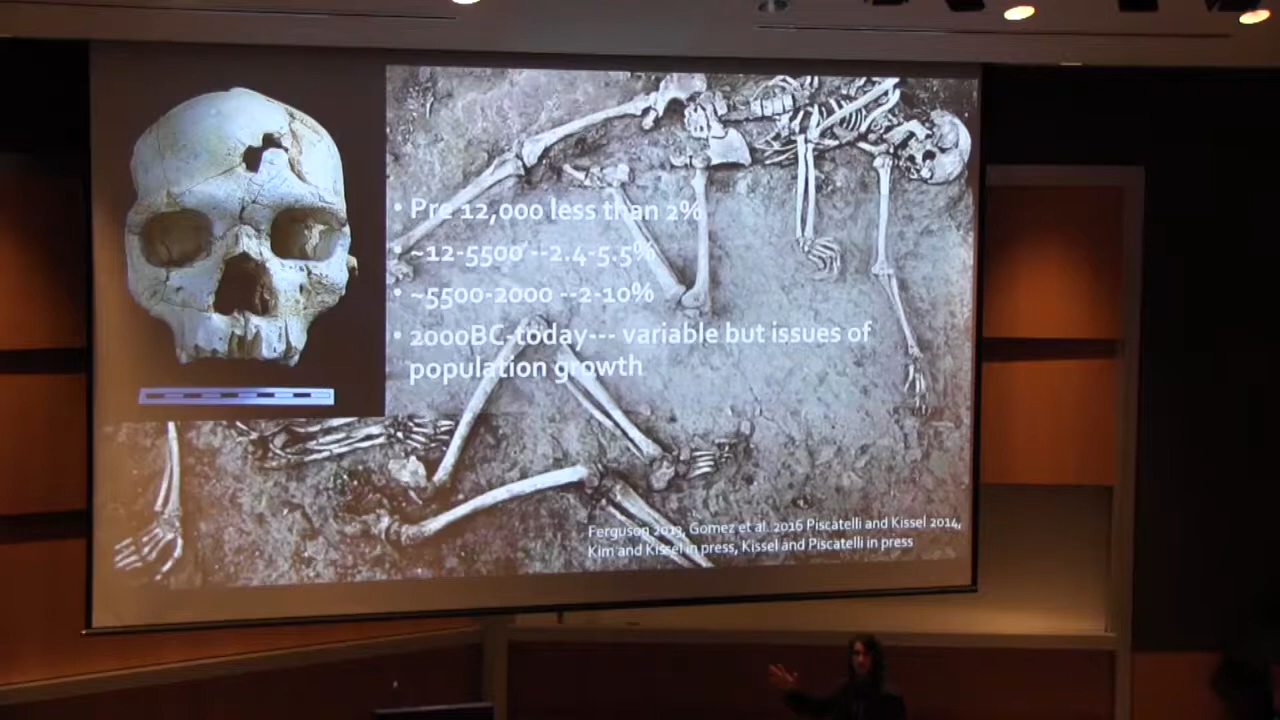 • Pre 12,000 less than 2%
• ~12-5500 --2.4-5.5%
• ~5500-2000 --2-10%
• 2000BC-today--- variable but issues of
population growth
Ferguson 2013, Gomez et al. 2016 Piscatelli and Kissel 2014,
Kim and Kissel in press, Kissel and Piscatelli in press